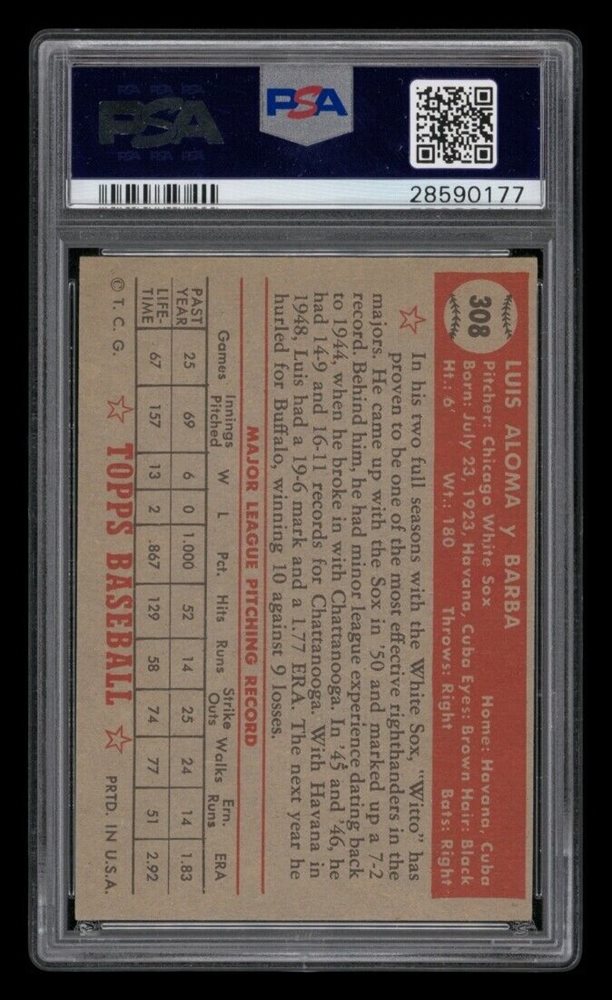 PSA PSA PSA
PSA
PSA PSA PSA
PSA
28590177
308
LUIS ALOMA y BARBA
Pitcher: Chicago White Sox Home: Havana, Cuba
Born: July 23, 1923, Havana, Cuba Eyes: Brown Hair: Black
Ht.: 6' Wt.: 180 Throws: Right Bats: Right
In his two full seasons with the White Sox, "Witto" has
proven to be one of the most effective righthanders in the
majors. He came up with the Sox in '50 and marked up a 7-2
record. Behind him, he had minor league experience dating back
to 1944, when he broke in with Chattanooga. In '45 and '46, he
had 14-9 and 16-11 records for Chattanooga. With Havana in
1948, Luis had a 19-6 mark and a 1.77 ERA. The next year he
hurled for Buffalo, winning 10 against 9 losses.
MAJOR LEAGUE PITCHING RECORD
Games Innings Pitched W L Pct. Hits Runs Strike Outs Walks Ern. Runs ERA
PAST YEAR 25 69 6 0 1.000 52 14 25 24 14 1.83
LIFE-TIME 67 157 13 2 .867 129 58 74 77 51 2.92
© T. C. G. TOPPS BASEBALL PRTD. IN U.S.A.